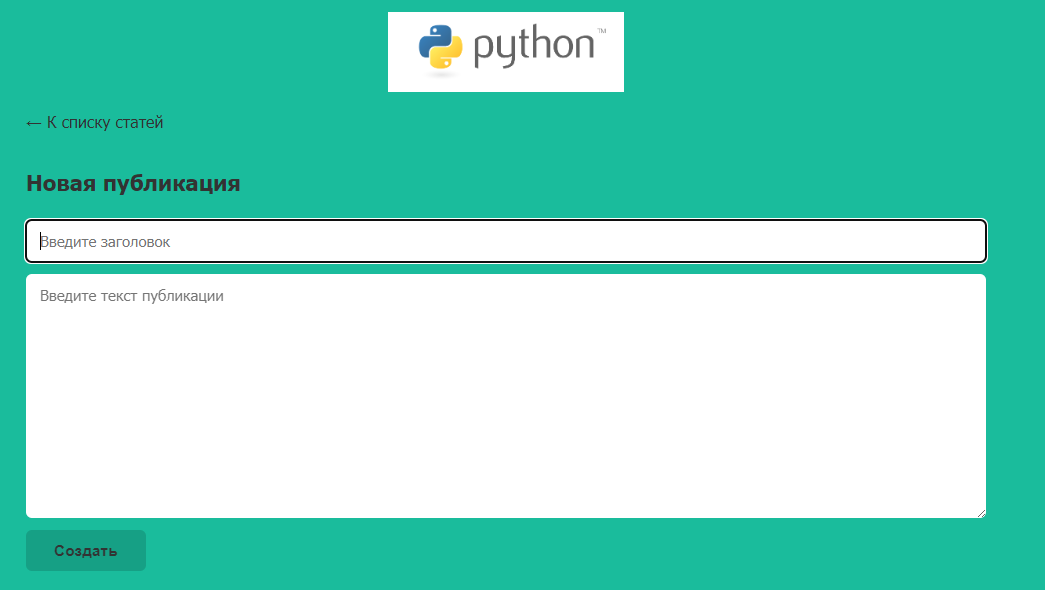 python™
← К списку статей
Новая публикация
Введите заголовок
Введите текст публикации
Создать